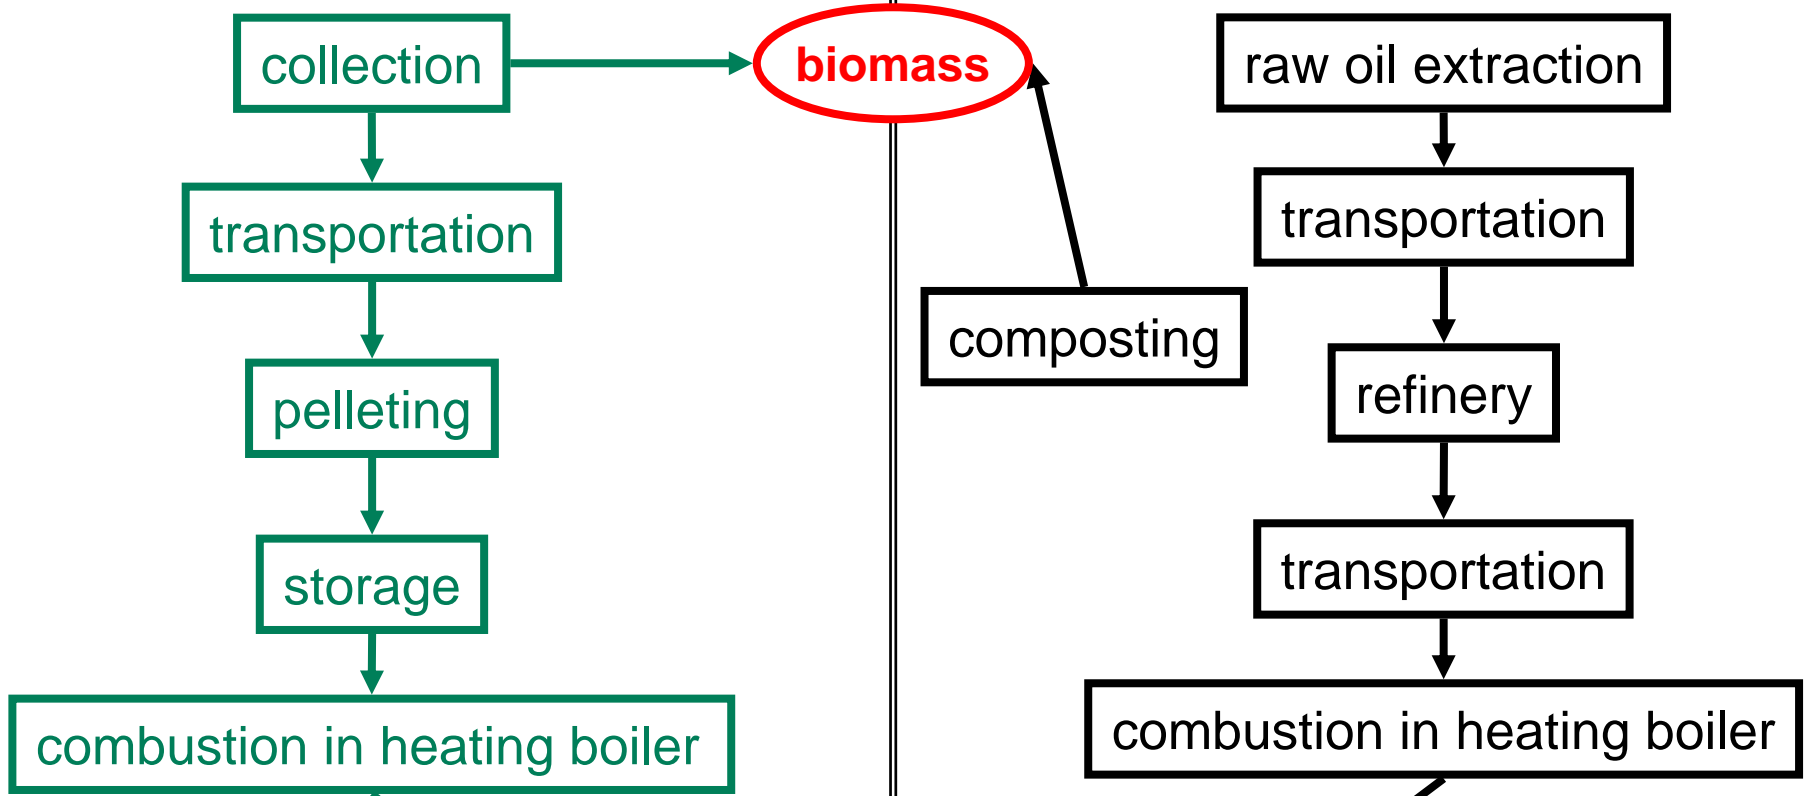 collection
transportation
pelleting
storage
combustion in heating boiler
biomass
composting
raw oil extraction
transportation
refinery
transportation
combustion in heating boiler